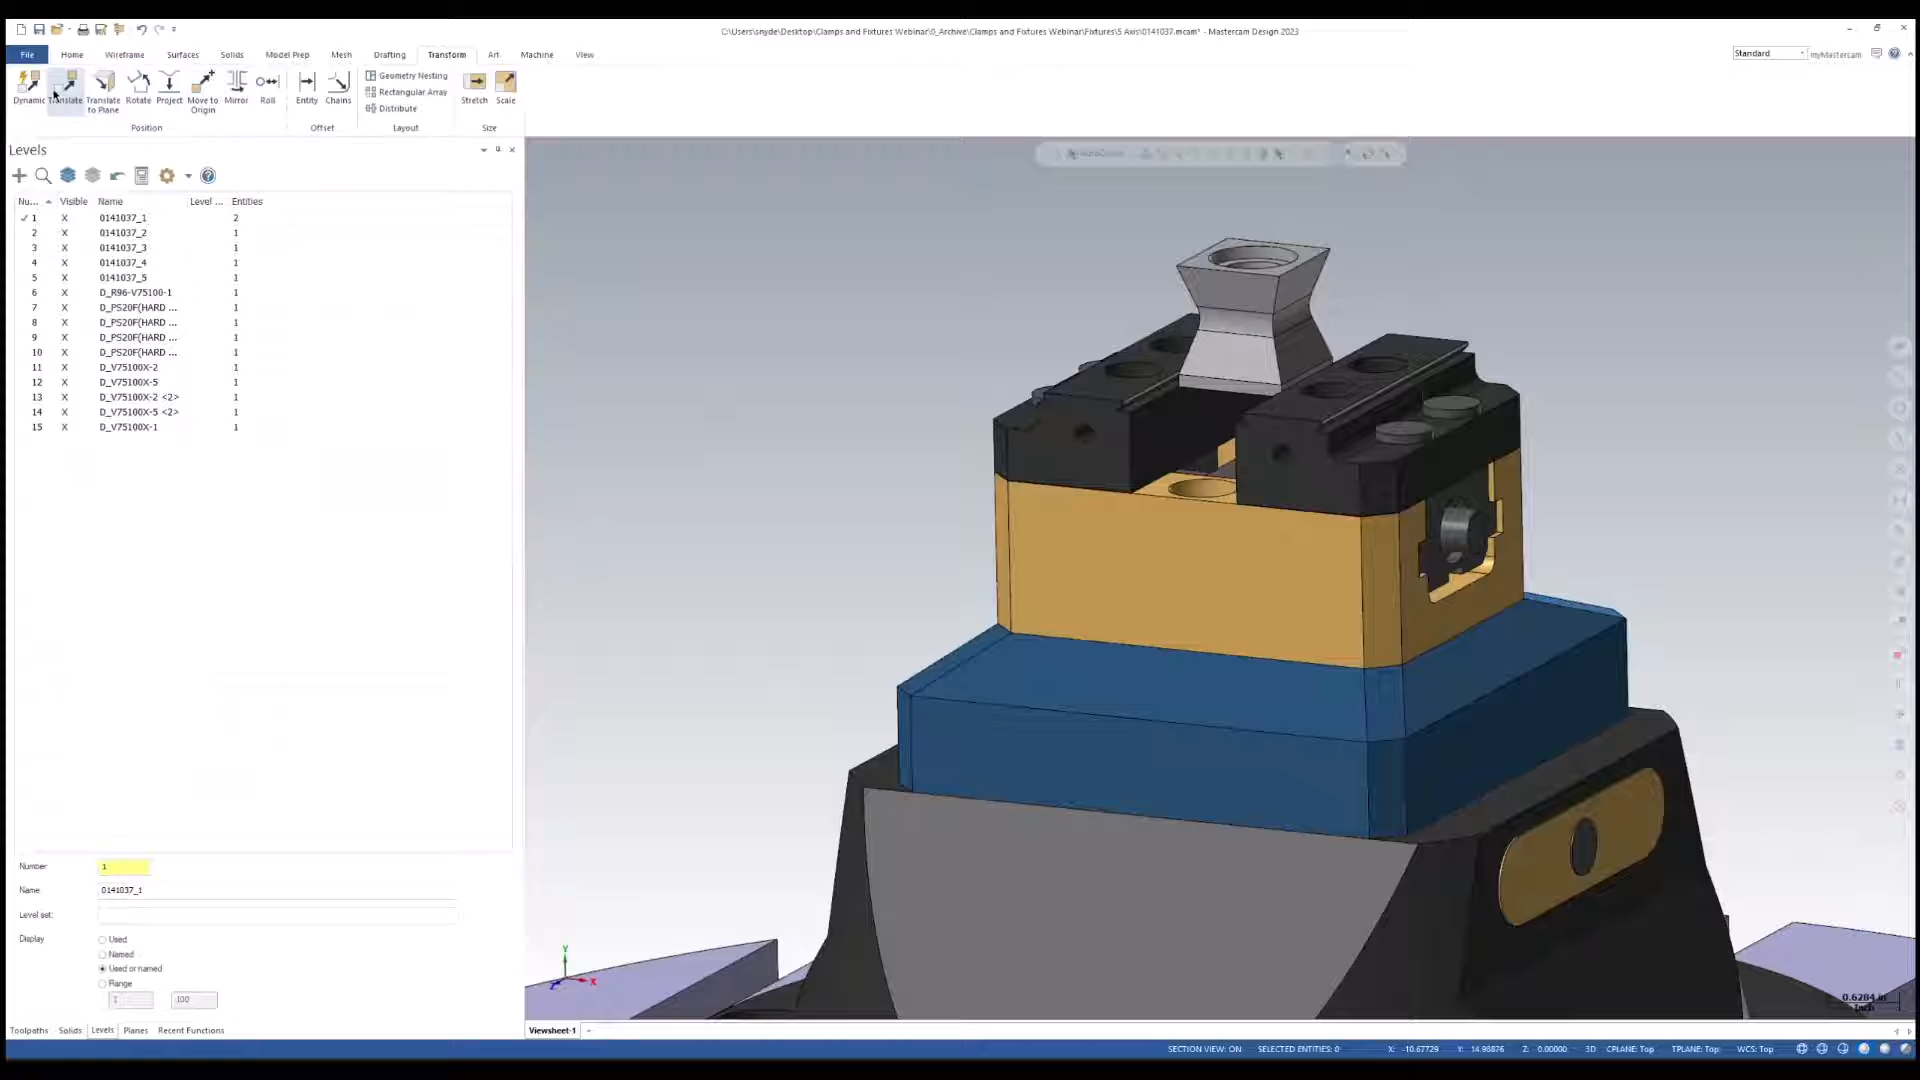 C:\Users\snyde\Desktop\Clamps and Fixtures Webinar\0_Archive\Clamps and Fixtures Webinar\Fixtures\5 Axis\0141037.mcam* - Mastercam Design 2023
File Home Wireframe Surfaces Solids Model Prep Mesh Drafting Transform Art Machine View
Standard
myMastercam
Dynamic Translate Translate to Plane Rotate Project Move to Origin Mirror Roll
Entity Chains
Geometry Nesting
Rectangular Array
Distribute
Stretch Scale
Position Offset Layout Size
Levels
Nu... Visible Name Level ... Entities
1 X 0141037_1 2
2 X 0141037_2 1
3 X 0141037_3 1
4 X 0141037_4 1
5 X 0141037_5 1
6 X D_R96-V75100-1 1
7 X D_PS20F(HARD ... 1
8 X D_PS20F(HARD ... 1
9 X D_PS20F(HARD ... 1
10 X D_PS20F(HARD ... 1
11 X D_V75100X-2 1
12 X D_V75100X-5 1
13 X D_V75100X-2 <2> 1
14 X D_V75100X-5 <2> 1
15 X D_V75100X-1 1
Number 1
Name 0141037_1
Level set:
Display
Used
Named
Used or named
Range
100
Y
X
Z
0.6284 in
Inch
Toolpaths Solids Levels Planes Recent Functions
Viewsheet-1
SECTION VIEW: ON SELECTED ENTITIES: 0 X: -10.67729 Y: 14.98876 Z: 0.00000 3D CPLANE: Top TPLANE: Top WCS: Top